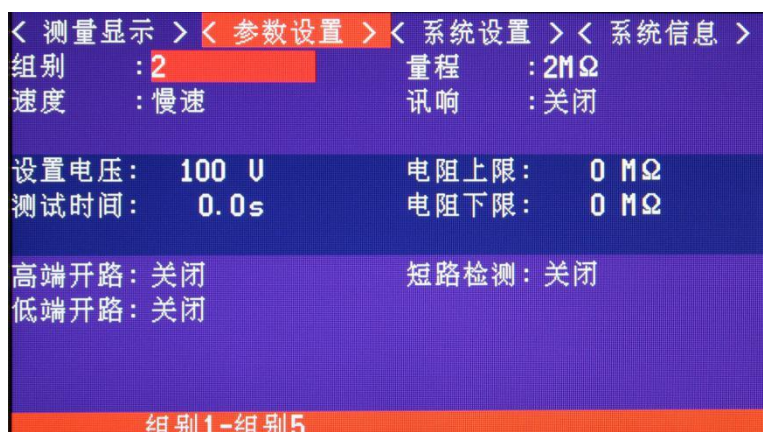 < 测量显示 > < 参数设置 > < 系统设置 > < 系统信息 >
组别 :2 量程 :2MΩ
速度 :慢速 讯响 :关闭
设置电压: 100 V 电阻上限: 0 MΩ
测试时间: 0.0s 电阻下限: 0 MΩ
高端开路:关闭 短路检测:关闭
低端开路:关闭
组别1-组别5